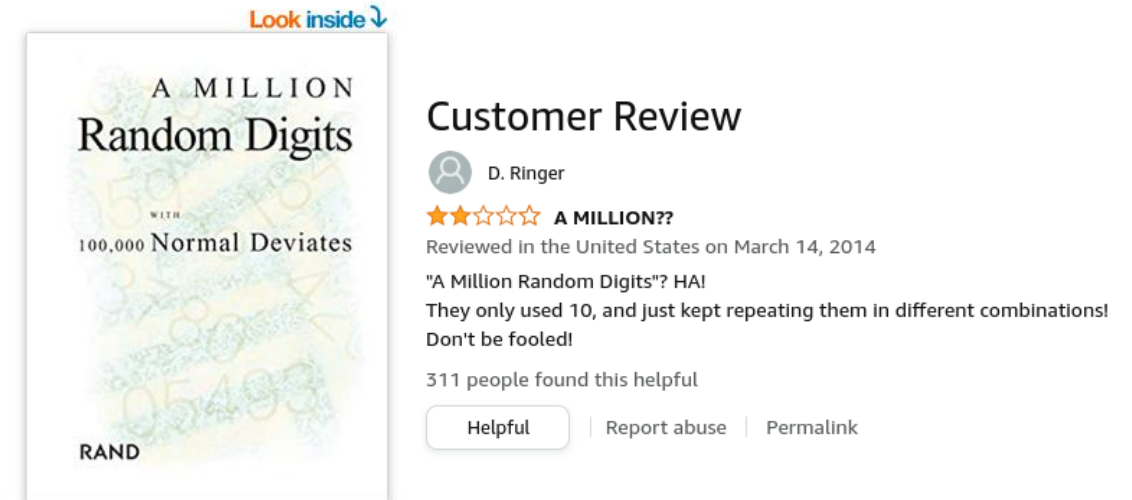 Look inside
A MILLION
Random Digits
WITH
100,000 Normal Deviates
RAND
Customer Review
D. Ringer
A MILLION??
Reviewed in the United States on March 14, 2014
"A Million Random Digits"? HA!
They only used 10, and just kept repeating them in different combinations!
Don't be fooled!
311 people found this helpful
Helpful
Report abuse
Permalink